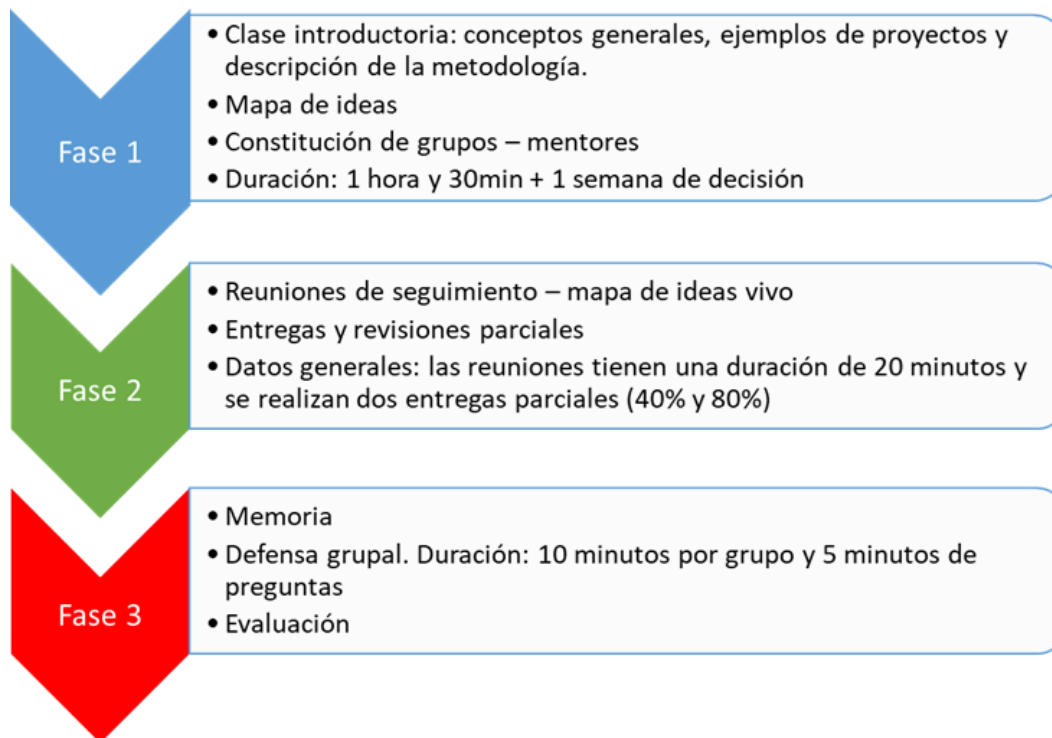 Fase 1
• Clase introductoria: conceptos generales, ejemplos de proyectos y
descripción de la metodología.
• Mapa de ideas
• Constitución de grupos – mentores
• Duración: 1 hora y 30min + 1 semana de decisión
Fase 2
• Reuniones de seguimiento – mapa de ideas vivo
• Entregas y revisiones parciales
• Datos generales: las reuniones tienen una duración de 20 minutos y
se realizan dos entregas parciales (40% y 80%)
Fase 3
• Memoria
• Defensa grupal. Duración: 10 minutos por grupo y 5 minutos de
preguntas
• Evaluación